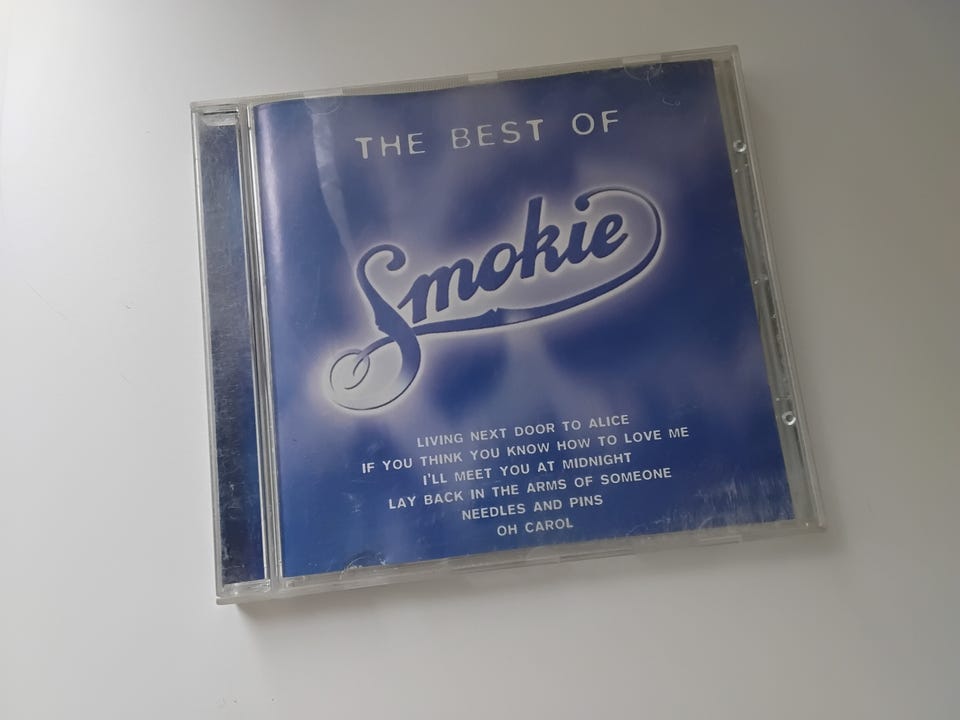 THE BEST OF
Smokie
LIVING NEXT DOOR TO ALICE
IF YOU THINK YOU KNOW HOW TO LOVE ME
I'LL MEET YOU AT MIDNIGHT
LAY BACK IN THE ARMS OF SOMEONE
NEEDLES AND PINS
OH CAROL